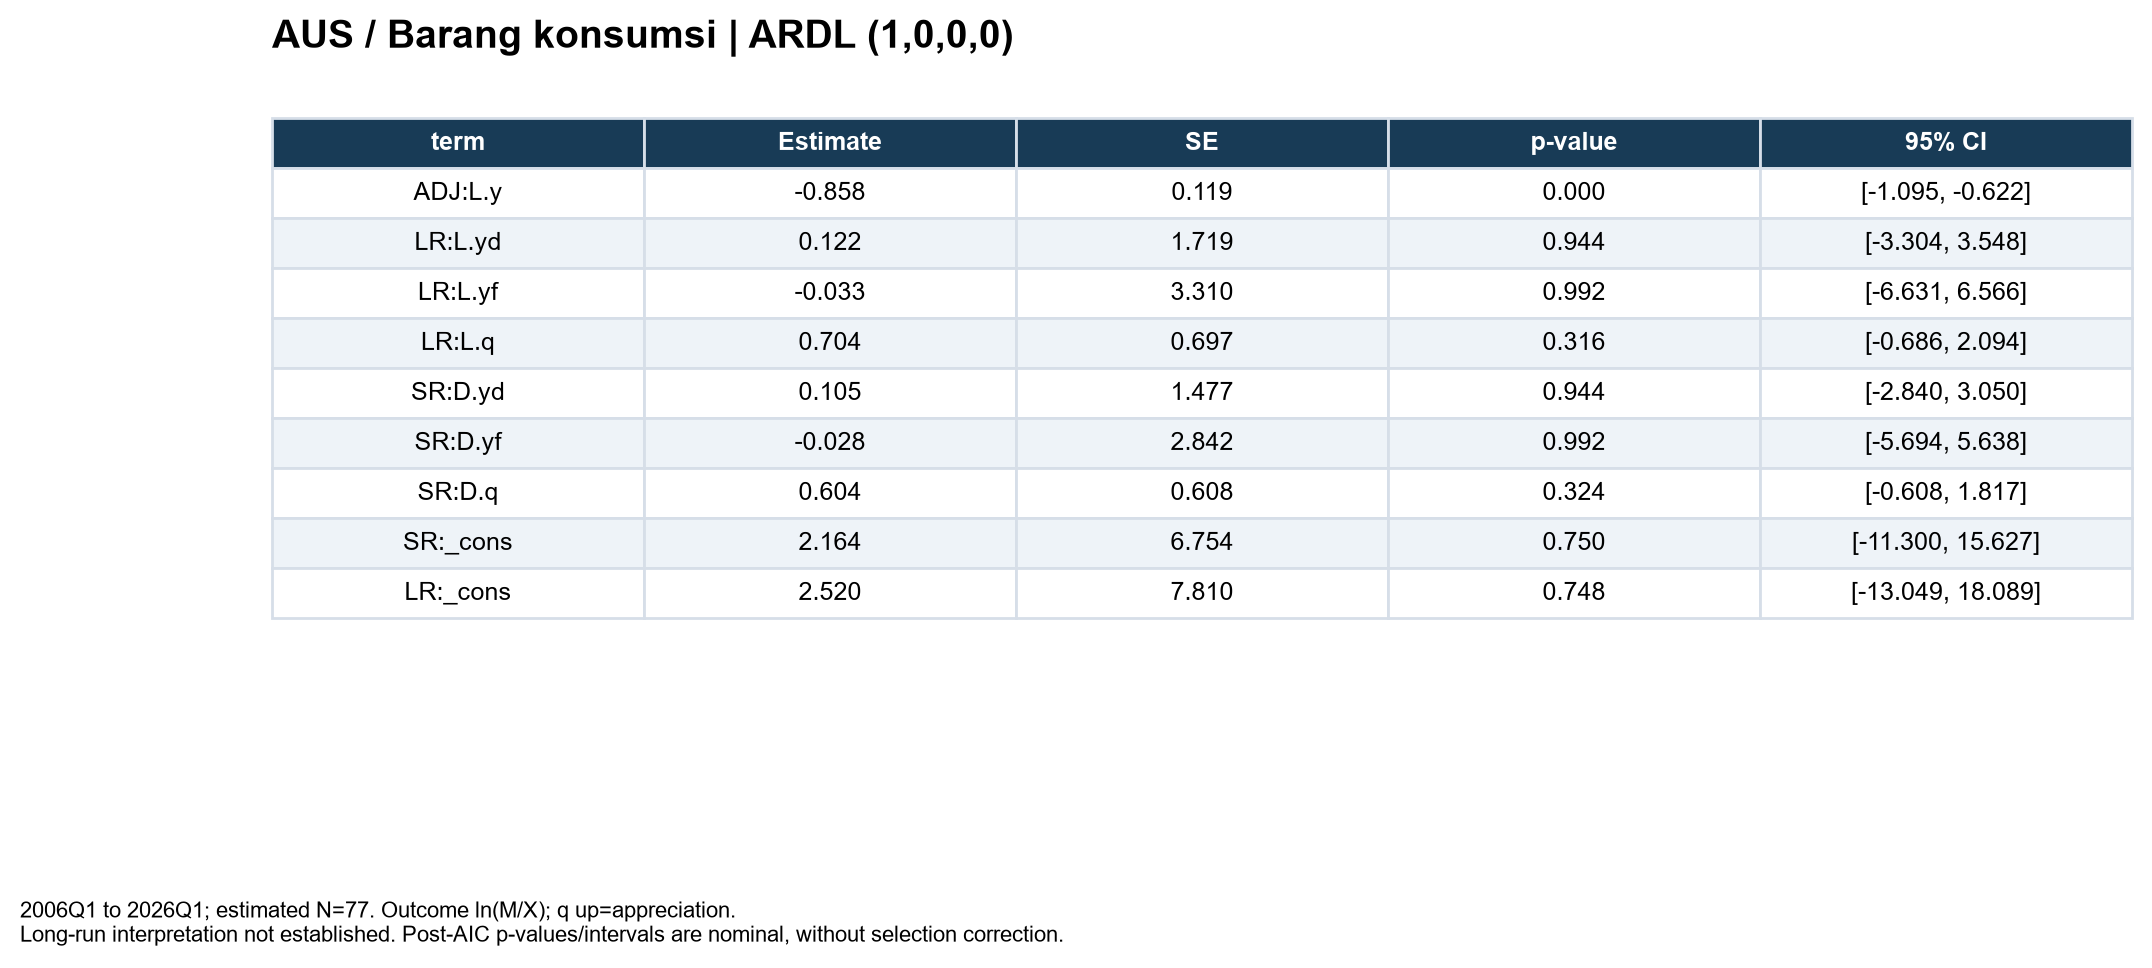 AUS / Barang konsumsi | ARDL (1,0,0,0)
term Estimate SE p-value 95% CI
ADJ:L.y -0.858 0.119 0.000 [-1.095, -0.622]
LR:L.yd 0.122 1.719 0.944 [-3.304, 3.548]
LR:L.yf -0.033 3.310 0.992 [-6.631, 6.566]
LR:L.q 0.704 0.697 0.316 [-0.686, 2.094]
SR:D.yd 0.105 1.477 0.944 [-2.840, 3.050]
SR:D.yf -0.028 2.842 0.992 [-5.694, 5.638]
SR:D.q 0.604 0.608 0.324 [-0.608, 1.817]
SR:_cons 2.164 6.754 0.750 [-11.300, 15.627]
LR:_cons 2.520 7.810 0.748 [-13.049, 18.089]
2006Q1 to 2026Q1; estimated N=77. Outcome ln(M/X); q up=appreciation.
Long-run interpretation not established. Post-AIC p-values/intervals are nominal, without selection correction.